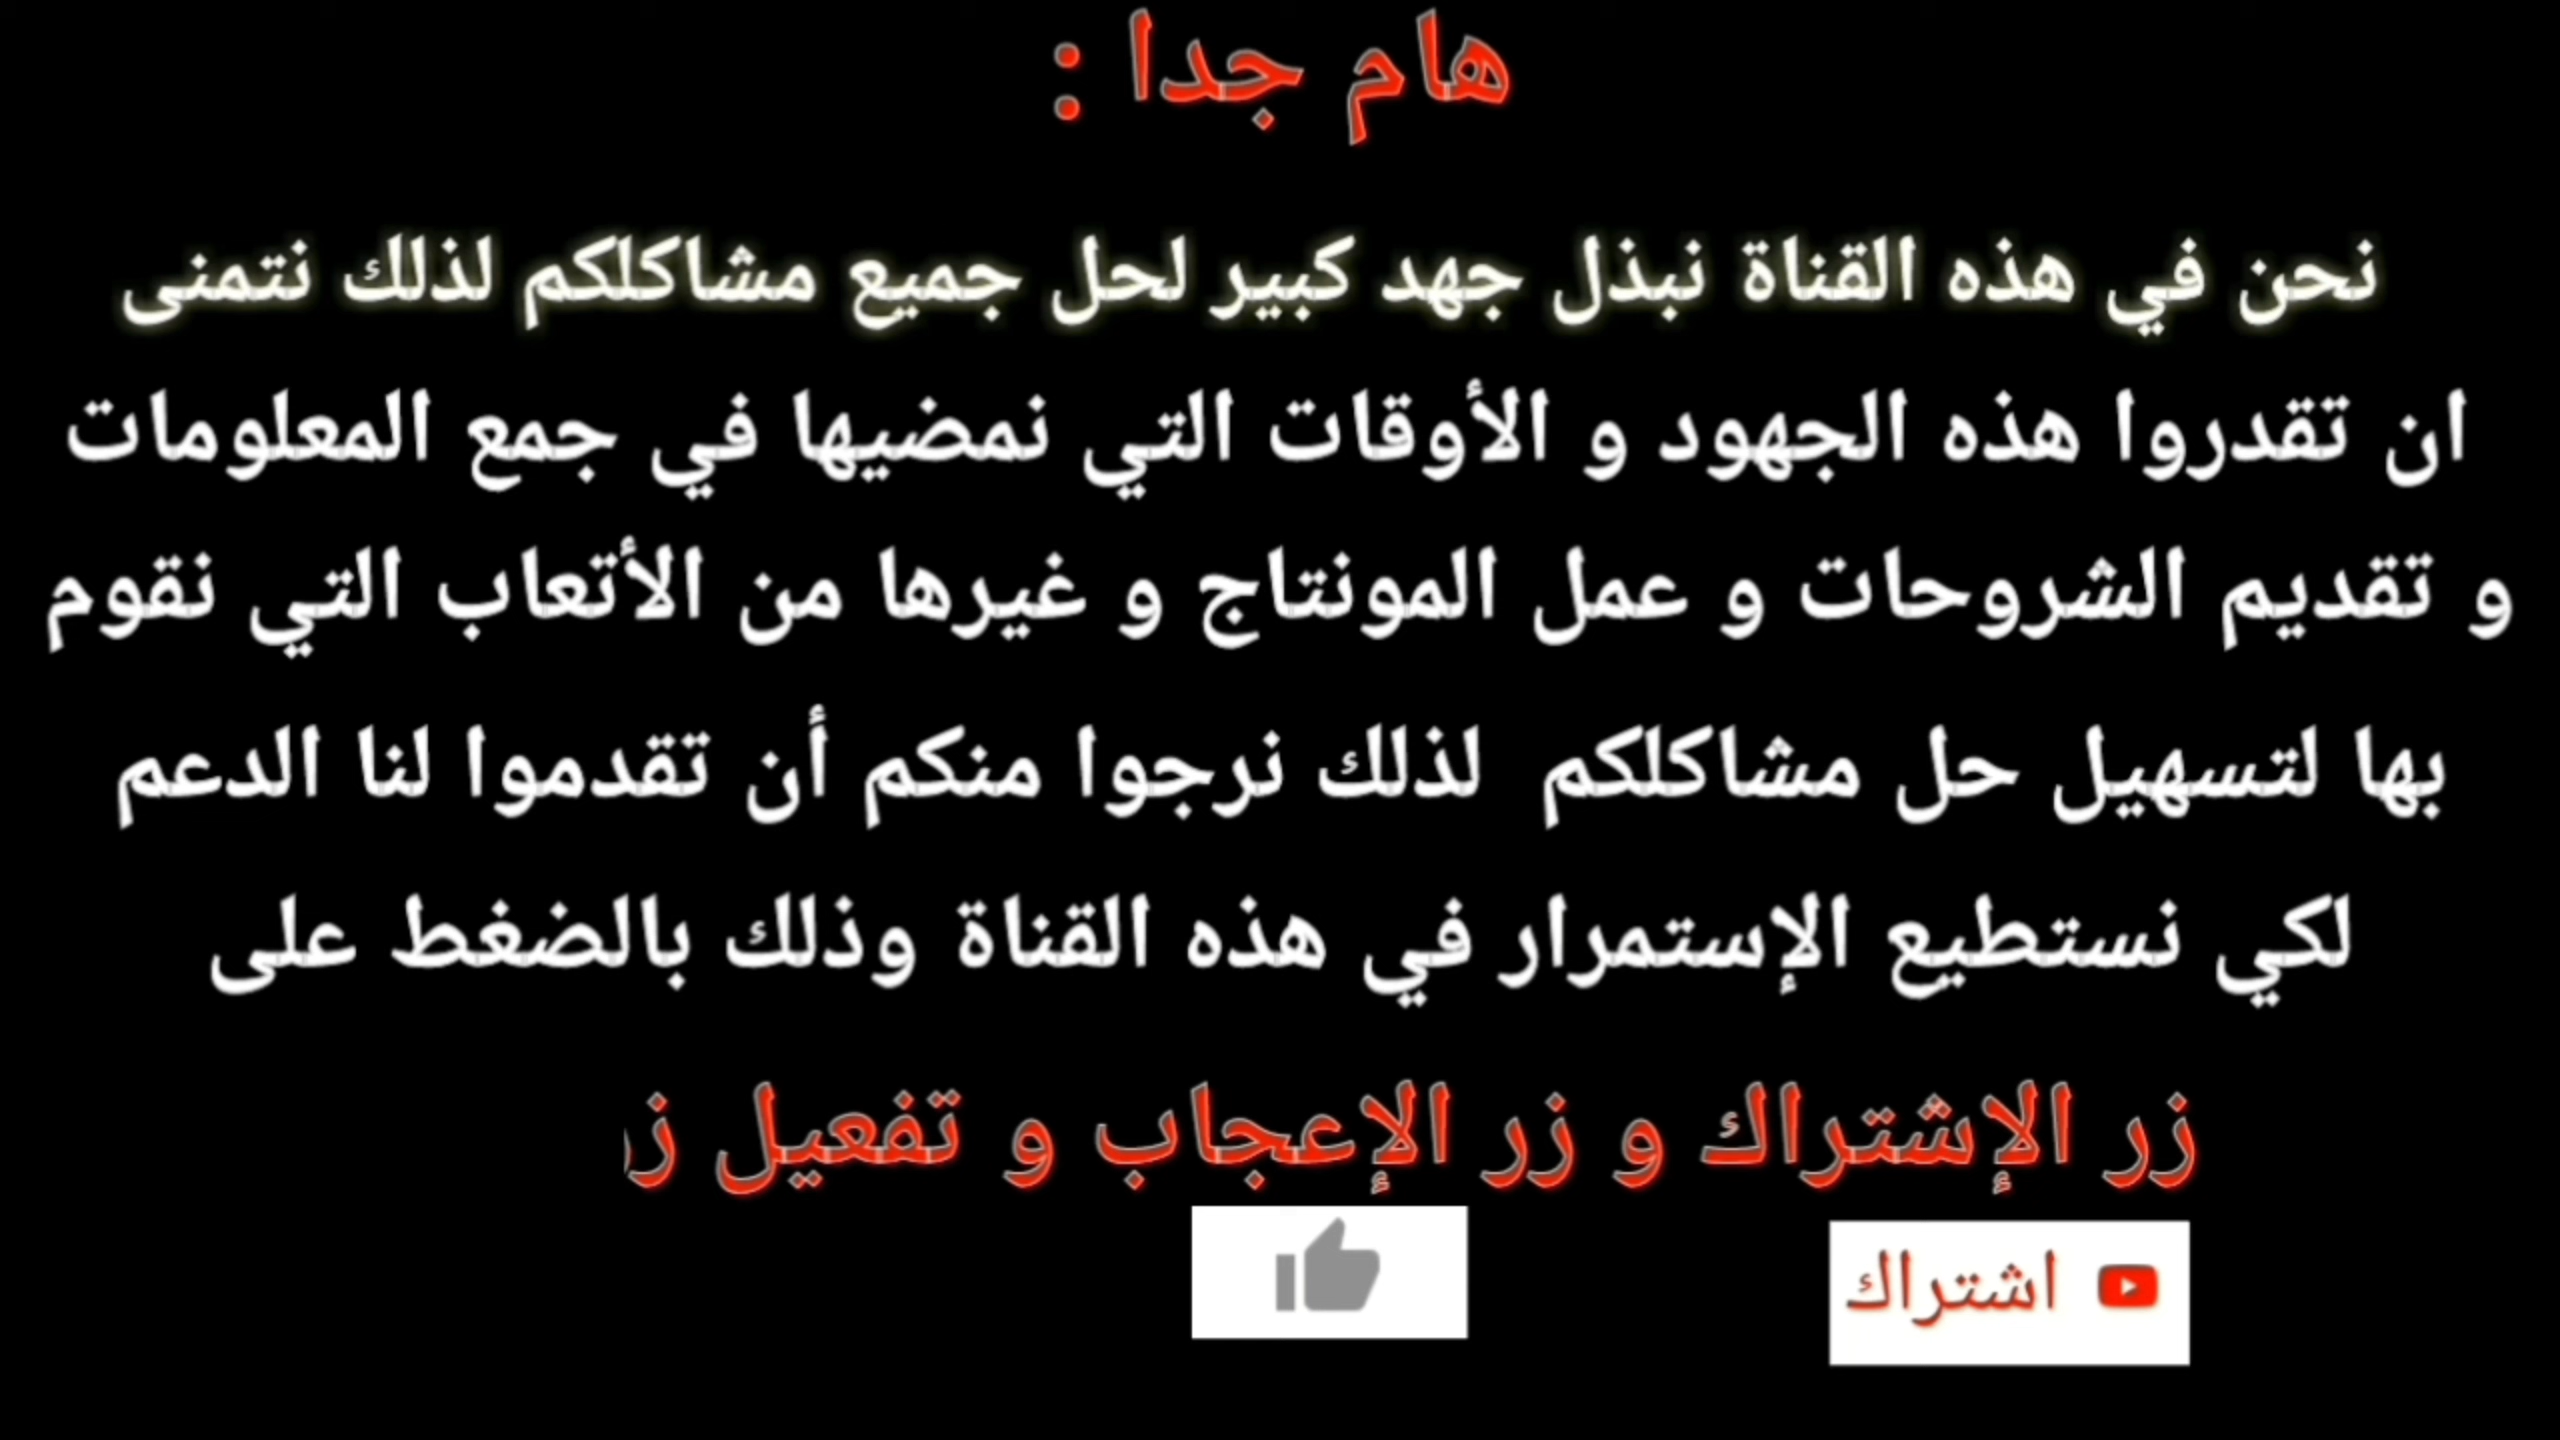 هام جدا :
نحن في هذه القناة نبذل جهد كبير لحل جميع مشاكلكم لذلك نتمنى
ان تقدروا هذه الجهود و الأوقات التي نمضيها في جمع المعلومات
و تقديم الشروحات و عمل المونتاج و غيرها من الأتعاب التي نقوم
بها لتسهيل حل مشاكلكم لذلك نرجوا منكم أن تقدموا لنا الدعم
لكي نستطيع الإستمرار في هذه القناة وذلك بالضغط على
زر الإشتراك و زر الإعجاب و تفعيل
اشتراك